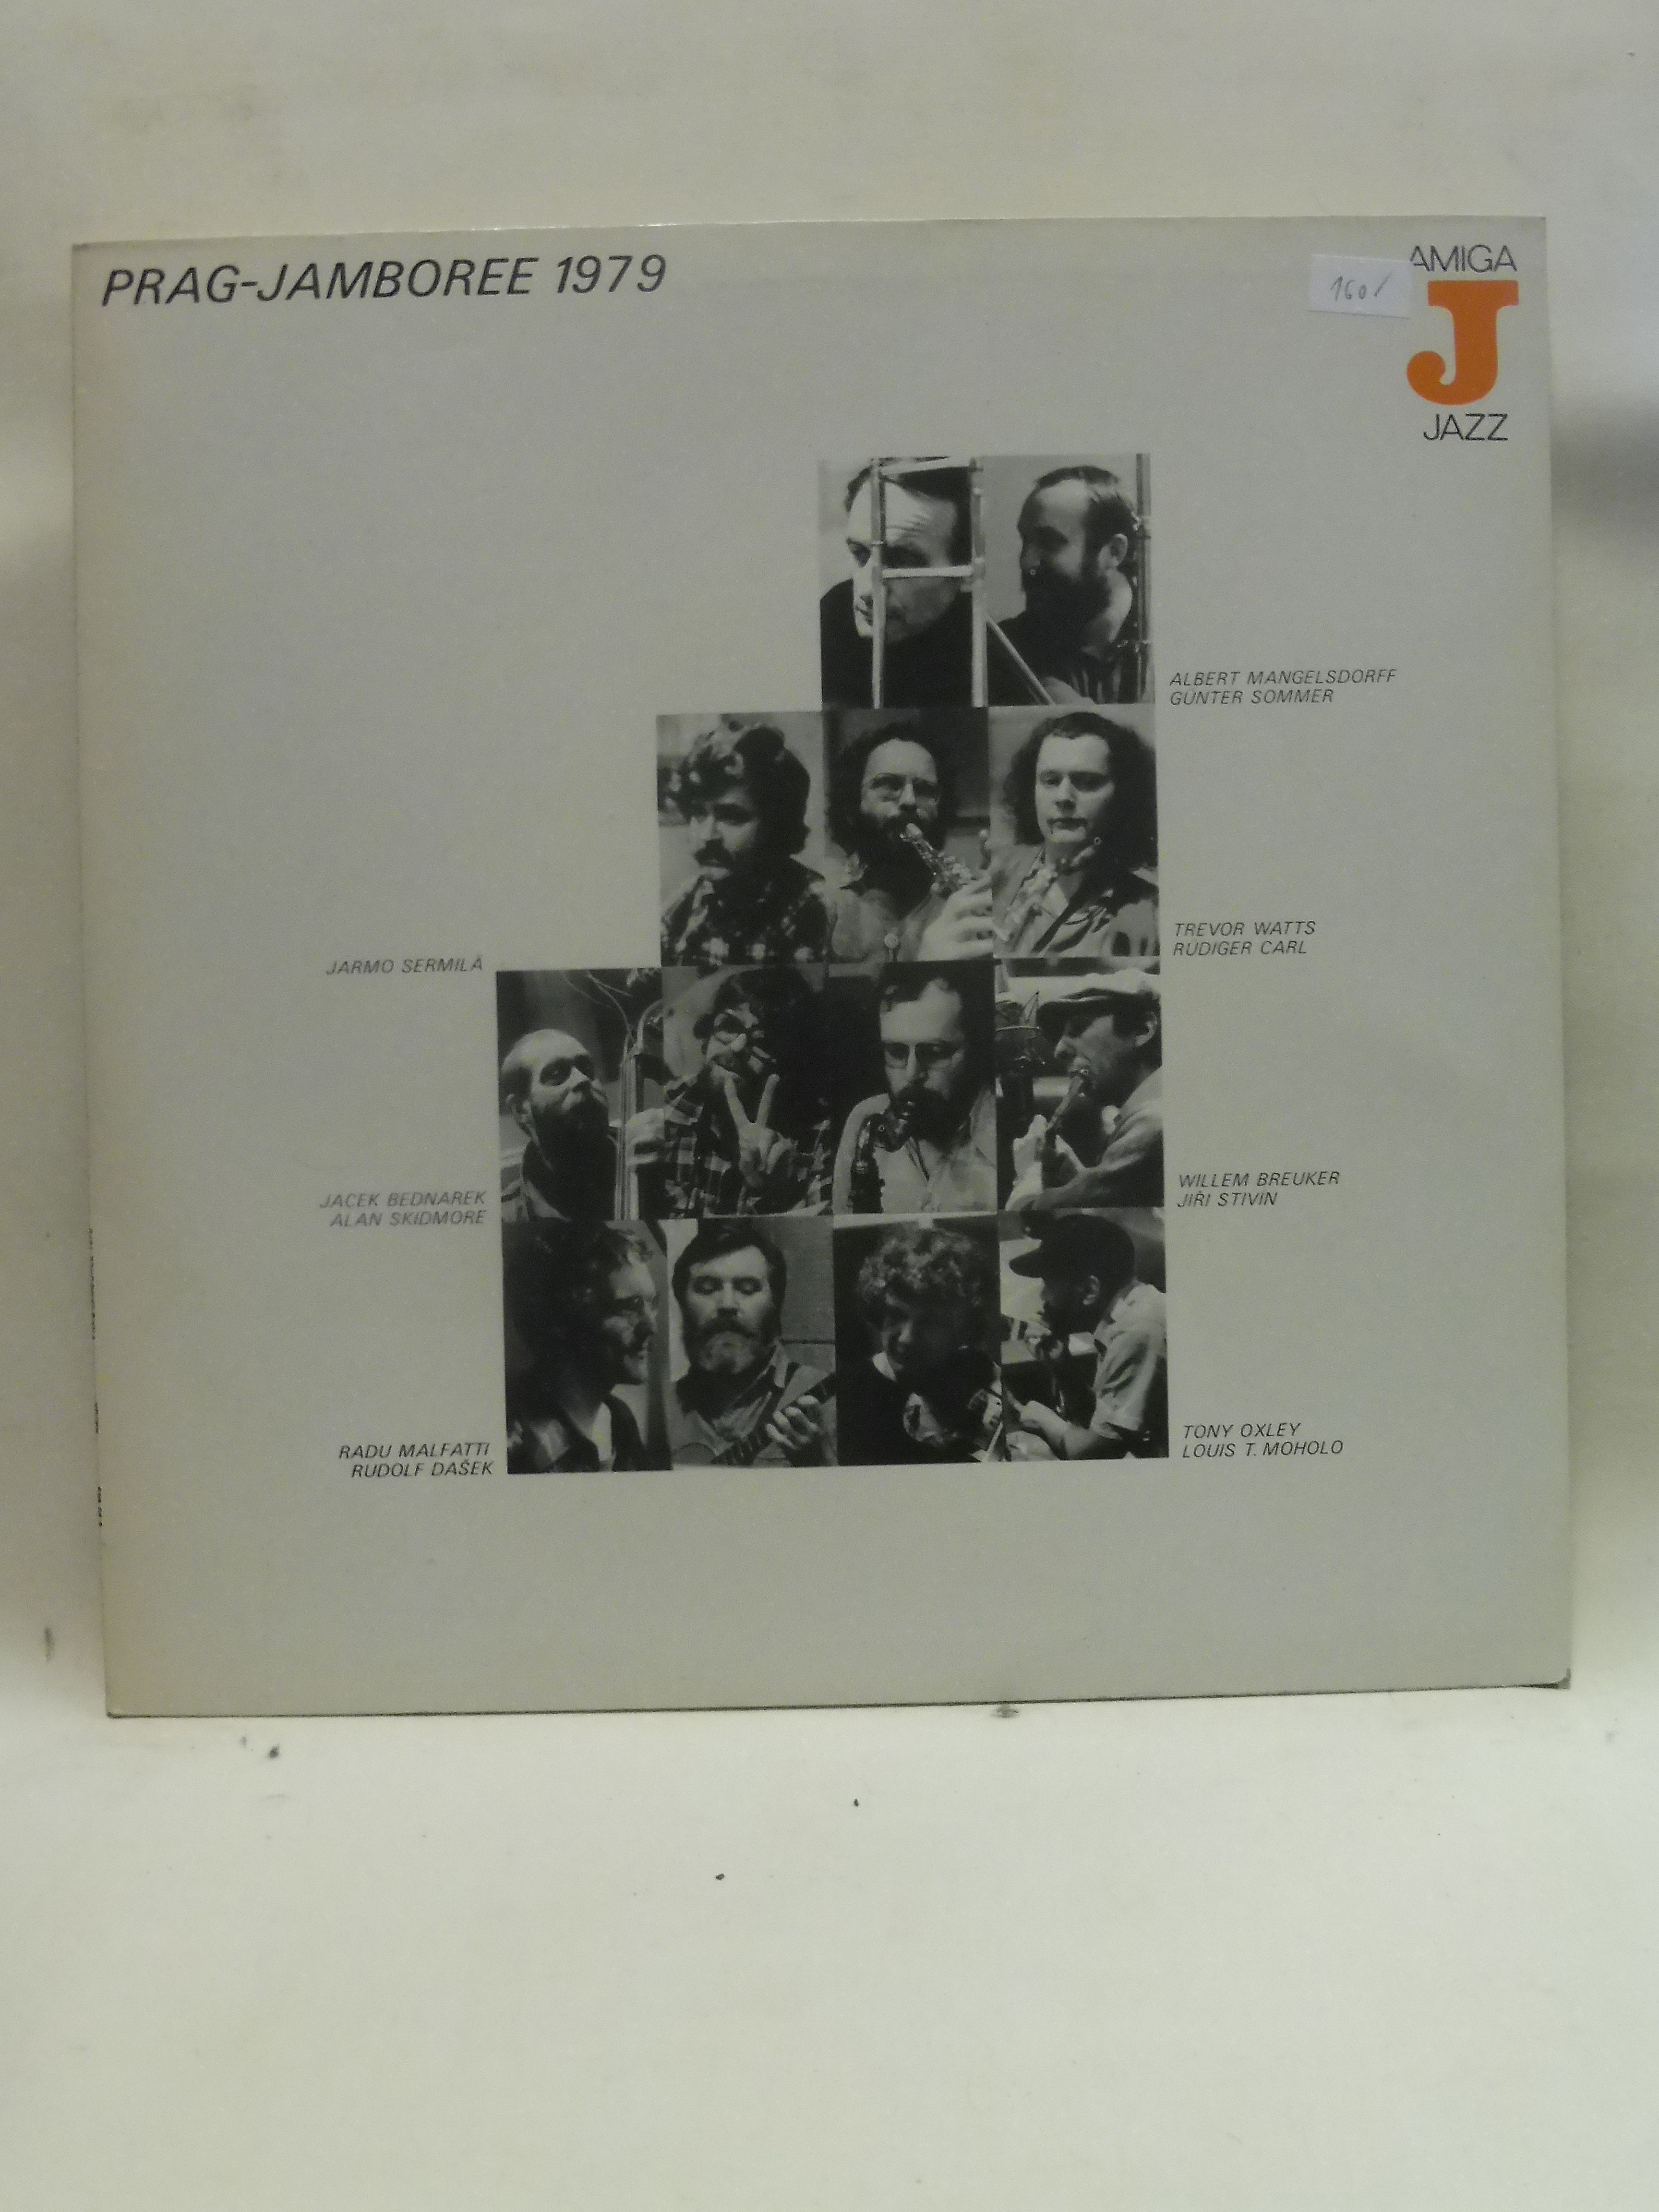 PRAG-JAMBOREE 1979
AMIGA
160/
J
JAZZ
ALBERT MANGELSDORFF
GÜNTER SOMMER
JARMO SERMILÄ
TREVOR WATTS
RÜDIGER CARL
JACEK BEDNAREK
ALAN SKIDMORE
WILLEM BREUKER
JIŘI STIVIN
RADU MALFATTI
RUDOLF DAŠEK
TONY OXLEY
LOUIS T. MOHOLO